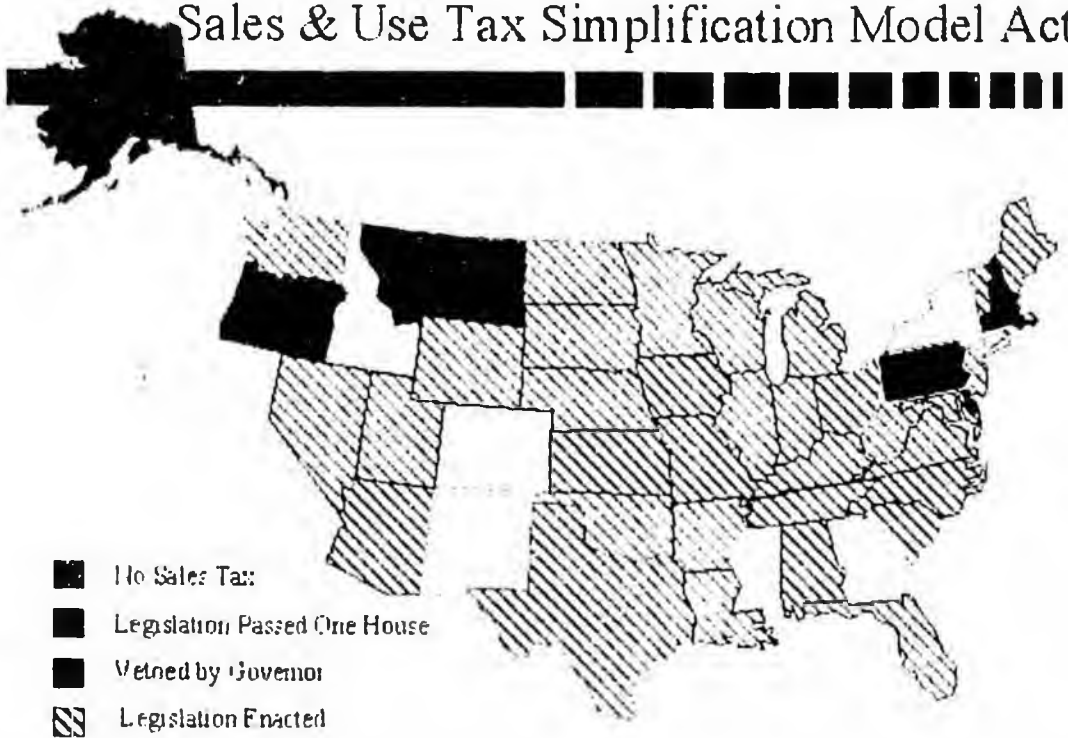 Sales & Use Tax Simplification Model Act
No Sales Tax
Legislation Passed One House
Vetoed by Governor
Legislation Enacted